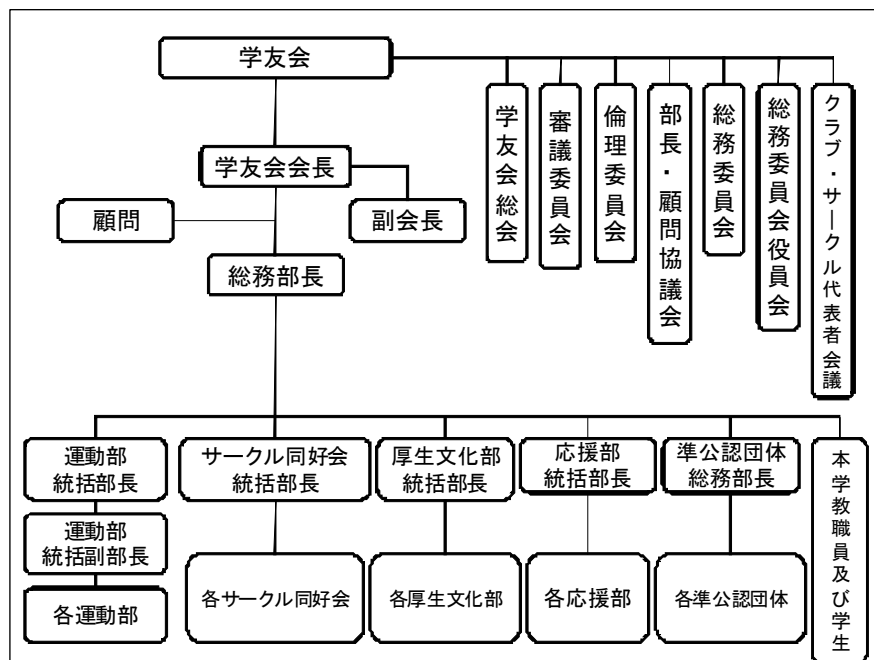 学友会
学友会総会
審議委員会
倫理委員会
部長・顧問協議会
総務委員会
総務委員会役員会
クラブ・サークル代表者会議
学友会会長
副会長
顧問
総務部長
運動部
統括部長
サークル同好会
統括部長
厚生文化部
統括部長
応援部
統括部長
準公認団体
総務部長
本学教職員及び学生
運動部
統括副部長
各運動部
各サークル同好会
各厚生文化部
各応援部
各準公認団体